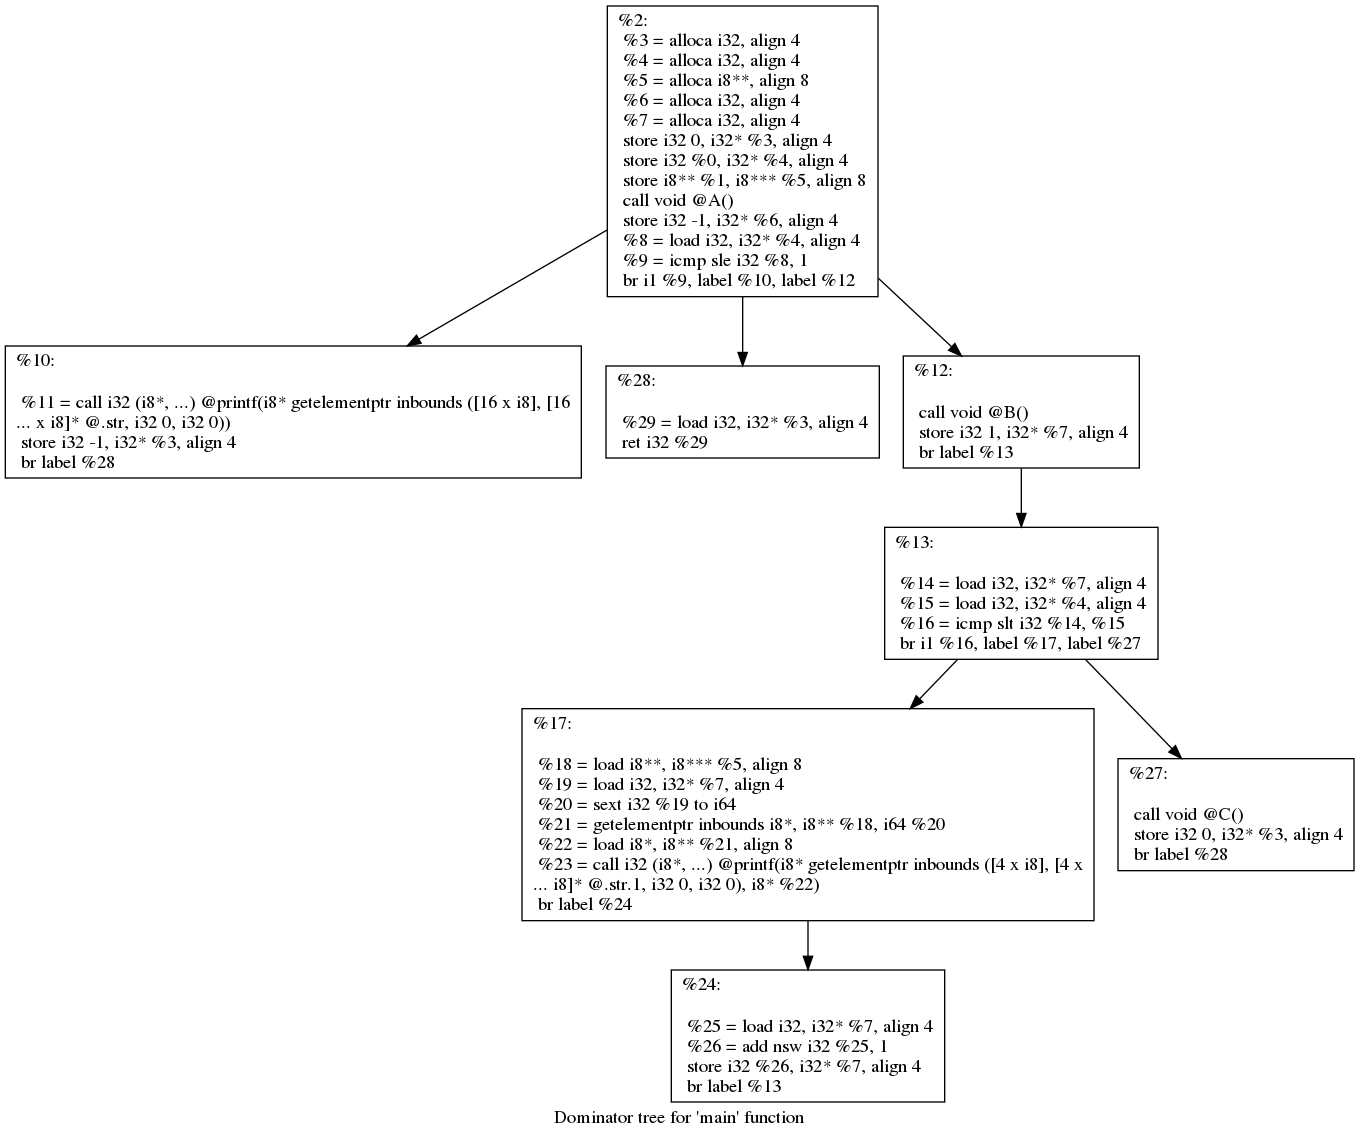 %2:
%3 = alloca i32, align 4
%4 = alloca i32, align 4
%5 = alloca i8**, align 8
%6 = alloca i32, align 4
%7 = alloca i32, align 4
store i32 0, i32* %3, align 4
store i32 %0, i32* %4, align 4
store i8** %1, i8*** %5, align 8
call void @A()
store i32 -1, i32* %6, align 4
%8 = load i32, i32* %4, align 4
%9 = icmp sle i32 %8, 1
br i1 %9, label %10, label %12
%10:
%11 = call i32 (i8*, ...) @printf(i8* getelementptr inbounds ([16 x i8], [16
... x i8]* @.str, i32 0, i32 0))
store i32 -1, i32* %3, align 4
br label %28
%28:
%29 = load i32, i32* %3, align 4
ret i32 %29
%12:
call void @B()
store i32 1, i32* %7, align 4
br label %13
%13:
%14 = load i32, i32* %7, align 4
%15 = load i32, i32* %4, align 4
%16 = icmp slt i32 %14, %15
br i1 %16, label %17, label %27
%17:
%18 = load i8**, i8*** %5, align 8
%19 = load i32, i32* %7, align 4
%20 = sext i32 %19 to i64
%21 = getelementptr inbounds i8*, i8** %18, i64 %20
%22 = load i8*, i8** %21, align 8
%23 = call i32 (i8*, ...) @printf(i8* getelementptr inbounds ([4 x i8], [4 x
... i8]* @.str.1, i32 0, i32 0), i8* %22)
br label %24
%27:
call void @C()
store i32 0, i32* %3, align 4
br label %28
%24:
%25 = load i32, i32* %7, align 4
%26 = add nsw i32 %25, 1
store i32 %26, i32* %7, align 4
br label %13
Dominator tree for 'main' function